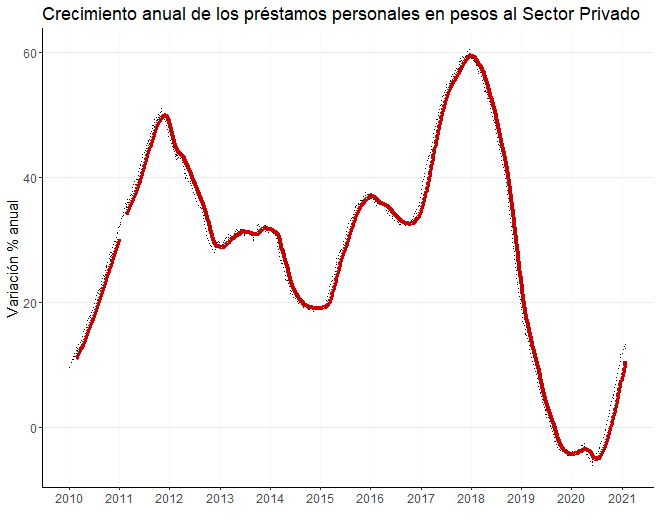 Crecimiento anual de los préstamos personales en pesos al Sector Privado
Variación % anual
60
40
20
0
2010 2011 2012 2013 2014 2015 2016 2017 2018 2019 2020 2021